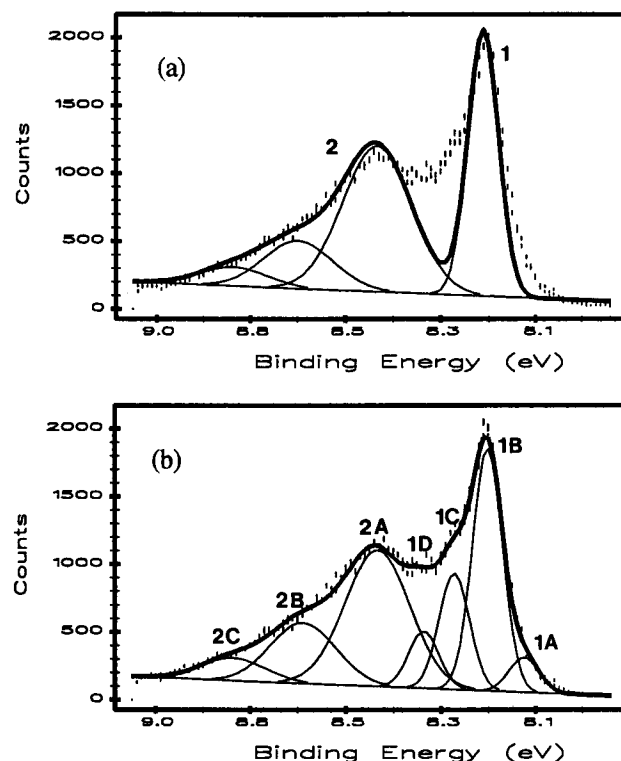 2000
(a)
1
1500
Counts
2
1000
500
0
9.0 8.8 8.5 8.3 8.1
Binding Energy (eV)
2000
(b)
1B
1500
Counts
2A 1D 1C
1000
2B
500
2C 1A
0
9.0 8.8 8.5 8.3 8.1
Binding Energy (eV)